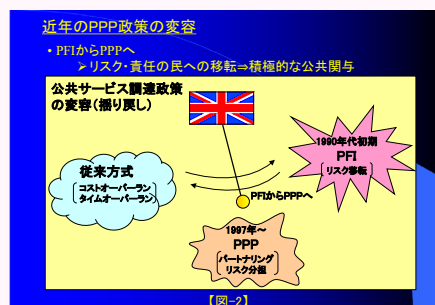 近年のPPP政策の変容
• PFIからPPPへ
➢リスク・責任の民への移転⇒積極的な公共関与
公共サービス調達政策
の変容(揺り戻し)
1990年代初期
PFI
リスク移転
従来方式
コストオーバーラン
タイムオーバーラン
PFIからPPPへ
1997年～
PPP
パートナリング
リスク分担
【図-2】